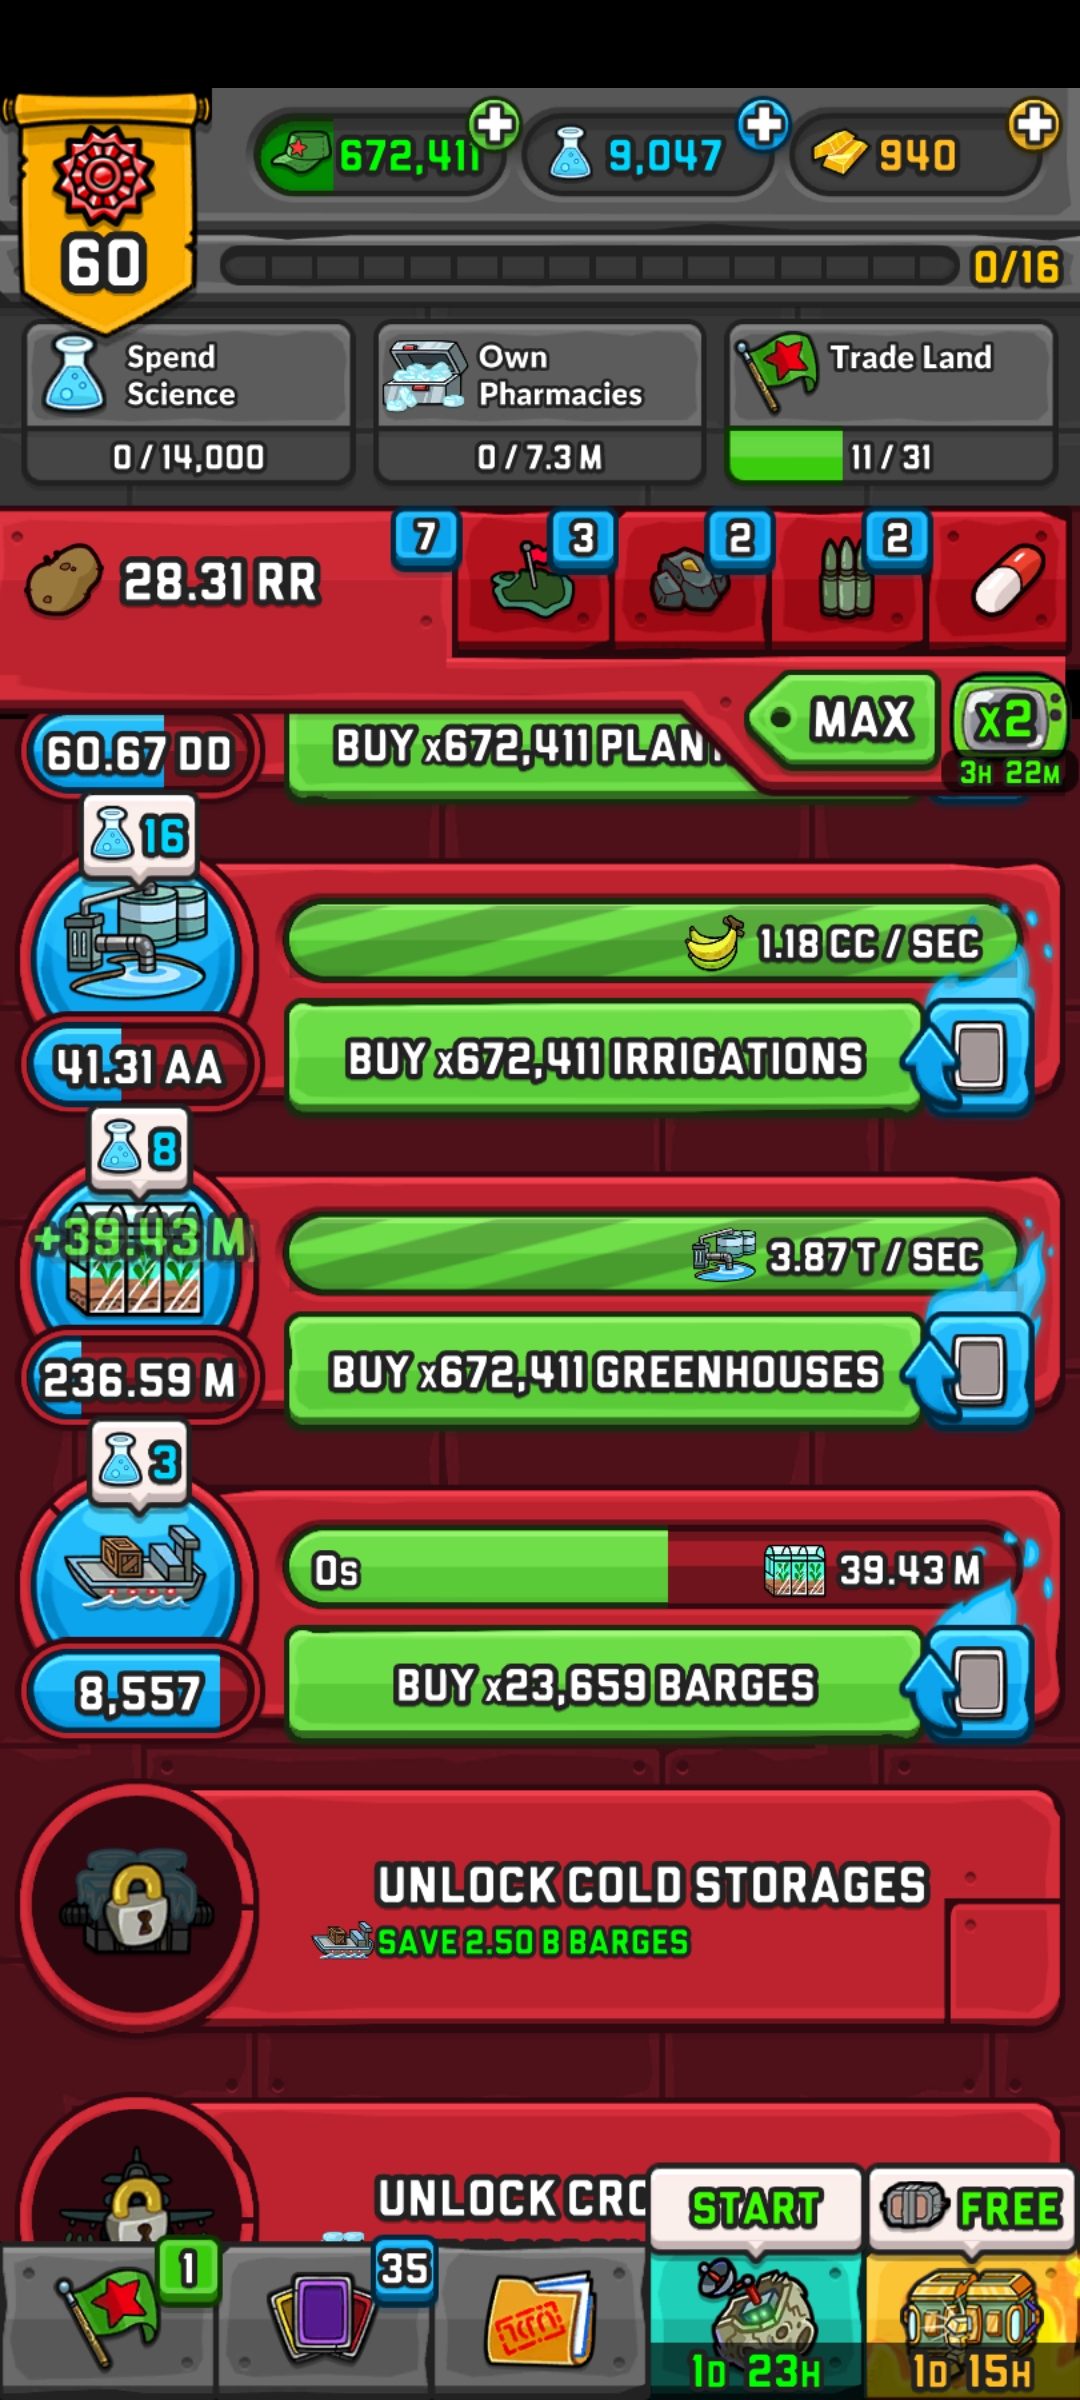 672,411
9,047
940
60
0/16
Spend
Science
0 / 14,000
Own
Pharmacies
0 / 7.3 M
Trade Land
11 / 31
28.31 RR
7
3
2
2
MAX
x2
3H 22M
60.67 DD
BUY x672,411 PLANT
16
1.18 CC / SEC
41.31 AA
BUY x672,411 IRRIGATIONS
8
+39.43 M
3.87 T / SEC
236.59 M
BUY x672,411 GREENHOUSES
3
0s
39.43 M
8,557
BUY x23,659 BARGES
UNLOCK COLD STORAGES
SAVE 2.50 B BARGES
UNLOCK CRO
START
FREE
1
35
1D 23H
1D 15H